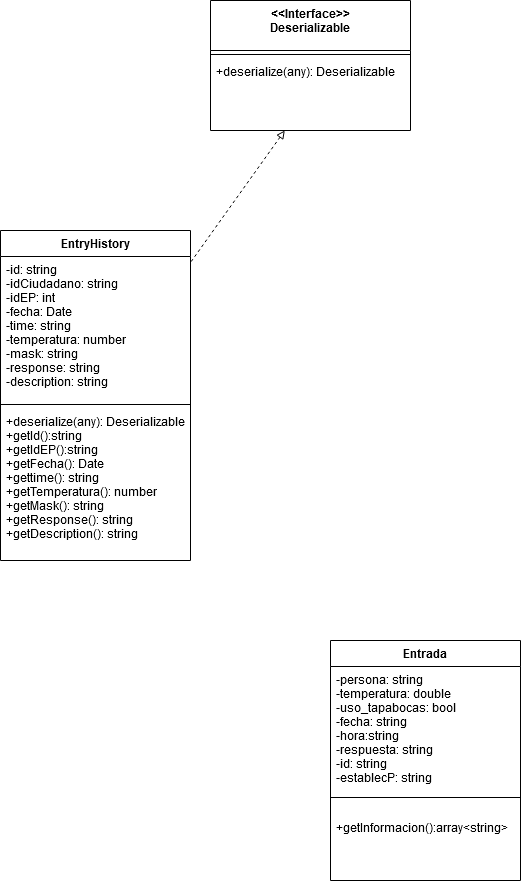 <<Interface>>
Deserializable
+deserialize(any): Deserializable
EntryHistory
-id: string
-idCiudadano: string
-idEP: int
-fecha: Date
-time: string
-temperatura: number
-mask: string
-response: string
-description: string
+deserialize(any): Deserializable
+getId():string
+getIdEP():string
+getFecha(): Date
+gettime(): string
+getTemperatura(): number
+getMask(): string
+getResponse(): string
+getDescription(): string
Entrada
-persona: string
-temperatura: double
-uso_tapabocas: bool
-fecha: string
-hora:string
-respuesta: string
-id: string
-establecP: string
+getInformacion():array<string>